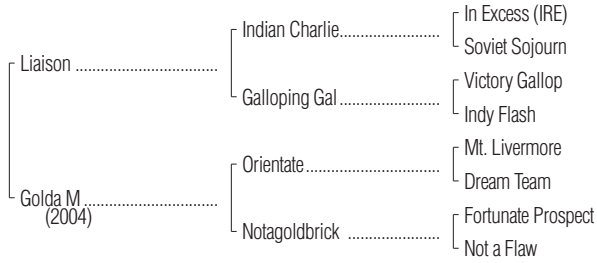 In Excess (IRE)
Indian Charlie
Soviet Sojourn
Liaison
Victory Gallop
Galloping Gal
Indy Flash
Mt. Livermore
Orientate
Dream Team
Golda M
(2004)
Fortunate Prospect
Notagoldbrick
Not a Flaw